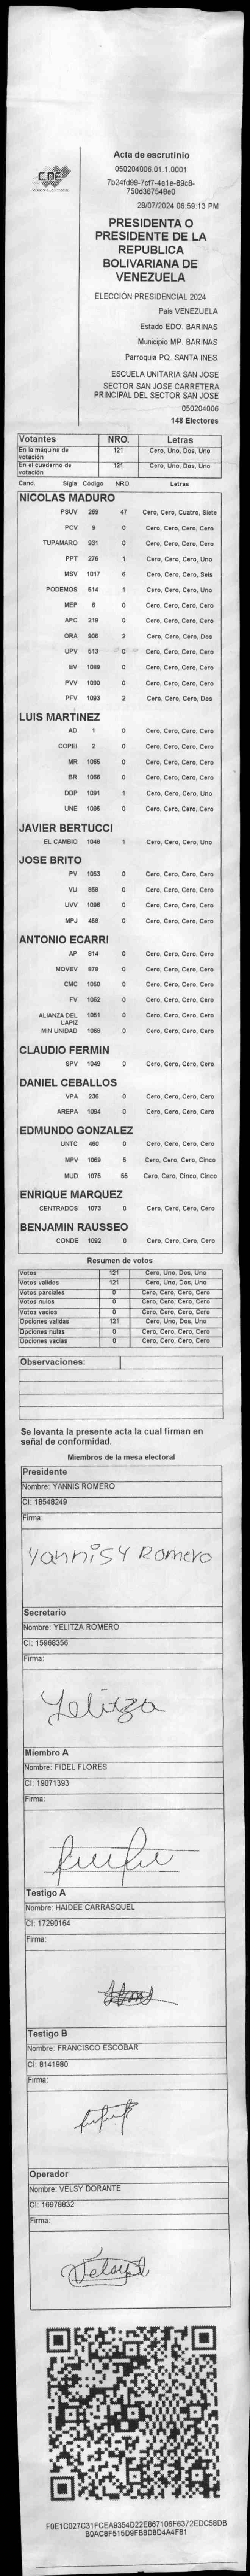 CNE
Acta de escrutinio
050204006.01.1.0001
7b24fd99-7cf7-4e1e-89c8-
750d367548e0
28/07/2024 06:59:13 PM
PRESIDENTA O
PRESIDENTE DE LA
REPUBLICA
BOLIVARIANA DE
VENEZUELA
ELECCIÓN PRESIDENCIAL 2024
Pais VENEZUELA
Estado EDO. BARINAS
Municipio MP. BARINAS
Parroquia PQ. SANTA INES
ESCUELA UNITARIA SAN JOSE
SECTOR SAN JOSE CARRETERA
PRINCIPAL DEL SECTOR SAN JOSE
050204006
148 Electores
Votantes NRO. Letras
En la máquina de votación 121 Cero, Uno, Dos, Uno
En el cuaderno de votación 121 Cero, Uno, Dos, Uno
Cand. Sigla Código NRO. Letras
NICOLAS MADURO
PSUV 269 47 Cero, Cero, Cuatro, Siete
PCV 9 0 Cero, Cero, Cero, Cero
TUPAMARO 931 0 Cero, Cero, Cero, Cero
PPT 276 1 Cero, Cero, Cero, Uno
MSV 1017 6 Cero, Cero, Cero, Seis
PODEMOS 514 1 Cero, Cero, Cero, Uno
MEP 6 0 Cero, Cero, Cero, Cero
APC 219 0 Cero, Cero, Cero, Cero
ORA 906 2 Cero, Cero, Cero, Dos
UPV 513 0 Cero, Cero, Cero, Cero
EV 1089 0 Cero, Cero, Cero, Cero
PVV 1090 0 Cero, Cero, Cero, Cero
PFV 1093 2 Cero, Cero, Cero, Dos
LUIS MARTINEZ
AD 1 0 Cero, Cero, Cero, Cero
COPEI 2 0 Cero, Cero, Cero, Cero
MR 1065 0 Cero, Cero, Cero, Cero
BR 1066 0 Cero, Cero, Cero, Cero
DDP 1091 1 Cero, Cero, Cero, Uno
UNE 1095 0 Cero, Cero, Cero, Cero
JAVIER BERTUCCI
EL CAMBIO 1048 1 Cero, Cero, Cero, Uno
JOSE BRITO
PV 1053 0 Cero, Cero, Cero, Cero
VU 868 0 Cero, Cero, Cero, Cero
UVV 1096 0 Cero, Cero, Cero, Cero
MPJ 458 0 Cero, Cero, Cero, Cero
ANTONIO ECARRI
AP 914 0 Cero, Cero, Cero, Cero
MOVEV 979 0 Cero, Cero, Cero, Cero
CMC 1050 0 Cero, Cero, Cero, Cero
FV 1062 0 Cero, Cero, Cero, Cero
ALIANZA DEL LAPIZ 1051 0 Cero, Cero, Cero, Cero
MIN UNIDAD 1068 0 Cero, Cero, Cero, Cero
CLAUDIO FERMIN
SPV 1049 0 Cero, Cero, Cero, Cero
DANIEL CEBALLOS
VPA 236 0 Cero, Cero, Cero, Cero
AREPA 1094 0 Cero, Cero, Cero, Cero
EDMUNDO GONZALEZ
UNTC 460 0 Cero, Cero, Cero, Cero
MPV 1069 5 Cero, Cero, Cero, Cinco
MUD 1075 55 Cero, Cero, Cinco, Cinco
ENRIQUE MARQUEZ
CENTRADOS 1073 0 Cero, Cero, Cero, Cero
BENJAMIN RAUSSEO
CONDE 1092 0 Cero, Cero, Cero, Cero
Resumen de votos
Votos 121 Cero, Uno, Dos, Uno
Votos validos 121 Cero, Uno, Dos, Uno
Votos parciales 0 Cero, Cero, Cero, Cero
Votos nulos 0 Cero, Cero, Cero, Cero
Votos vacios 0 Cero, Cero, Cero, Cero
Opciones validas 121 Cero, Uno, Dos, Uno
Opciones nulas 0 Cero, Cero, Cero, Cero
Opciones vacias 0 Cero, Cero, Cero, Cero
Observaciones:
Se levanta la presente acta la cual firman en
señal de conformidad.
Miembros de la mesa electoral
Presidente
Nombre: YANNIS ROMERO
CI: 18548249
Firma:
Yannisy Romero
Secretario
Nombre: YELITZA ROMERO
CI: 15968356
Firma:
Yelitza
Miembro A
Nombre: FIDEL FLORES
CI: 19071393
Firma:
Testigo A
Nombre: HAIDEE CARRASQUEL
CI: 17290164
Firma:
Testigo B
Nombre: FRANCISCO ESCOBAR
CI: 8141980
Firma:
Operador
Nombre: VELSY DORANTE
CI: 16978632
Firma:
Velsy
F0E1C027C31FCEA9354D22E867106F6372EDC58DB
B0AC8F515D9FB8D8D4A4FB1